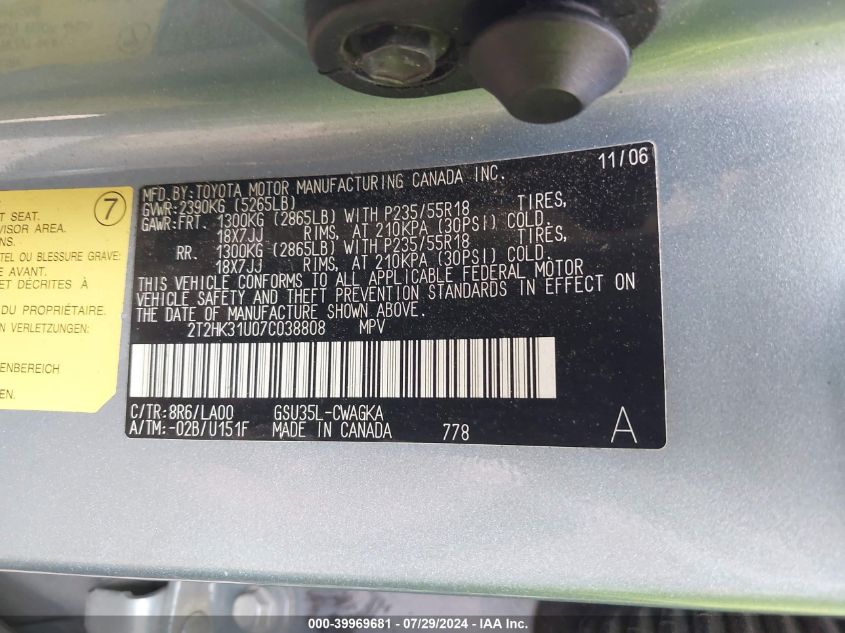 7
T SEAT.
VISOR AREA.
NS.
TEL OU BLESSURE GRAVE:
E AVANT.
ET DÉCRITES À
DU PROPRIÉTAIRE.
EN VERLETZUNG:
ENBEREICH
11/06
MFD.BY:TOYOTA MOTOR MANUFACTURING CANADA INC.
GVWR:2390KG (5265LB)
GAWR:FRT. 1300KG (2865LB) WITH P235/55R18 TIRES,
18X7JJ RIMS, AT 210KPA (30PSI) COLD.
RR. 1300KG (2865LB) WITH P235/55R18 TIRES,
18X7JJ RIMS, AT 210KPA (30PSI) COLD.
THIS VEHICLE CONFORMS TO ALL APPLICABLE FEDERAL MOTOR
VEHICLE SAFETY AND THEFT PREVENTION STANDARDS IN EFFECT ON
THE DATE OF MANUFACTURE SHOWN ABOVE.
2T2HK31U07C038808 MPV
C/TR:8R6/LA00 GSU35L-CWAGKA
A/TM:-02B/U151F MADE IN CANADA 778 A
000-39969681 - 07/29/2024 - IAA Inc.